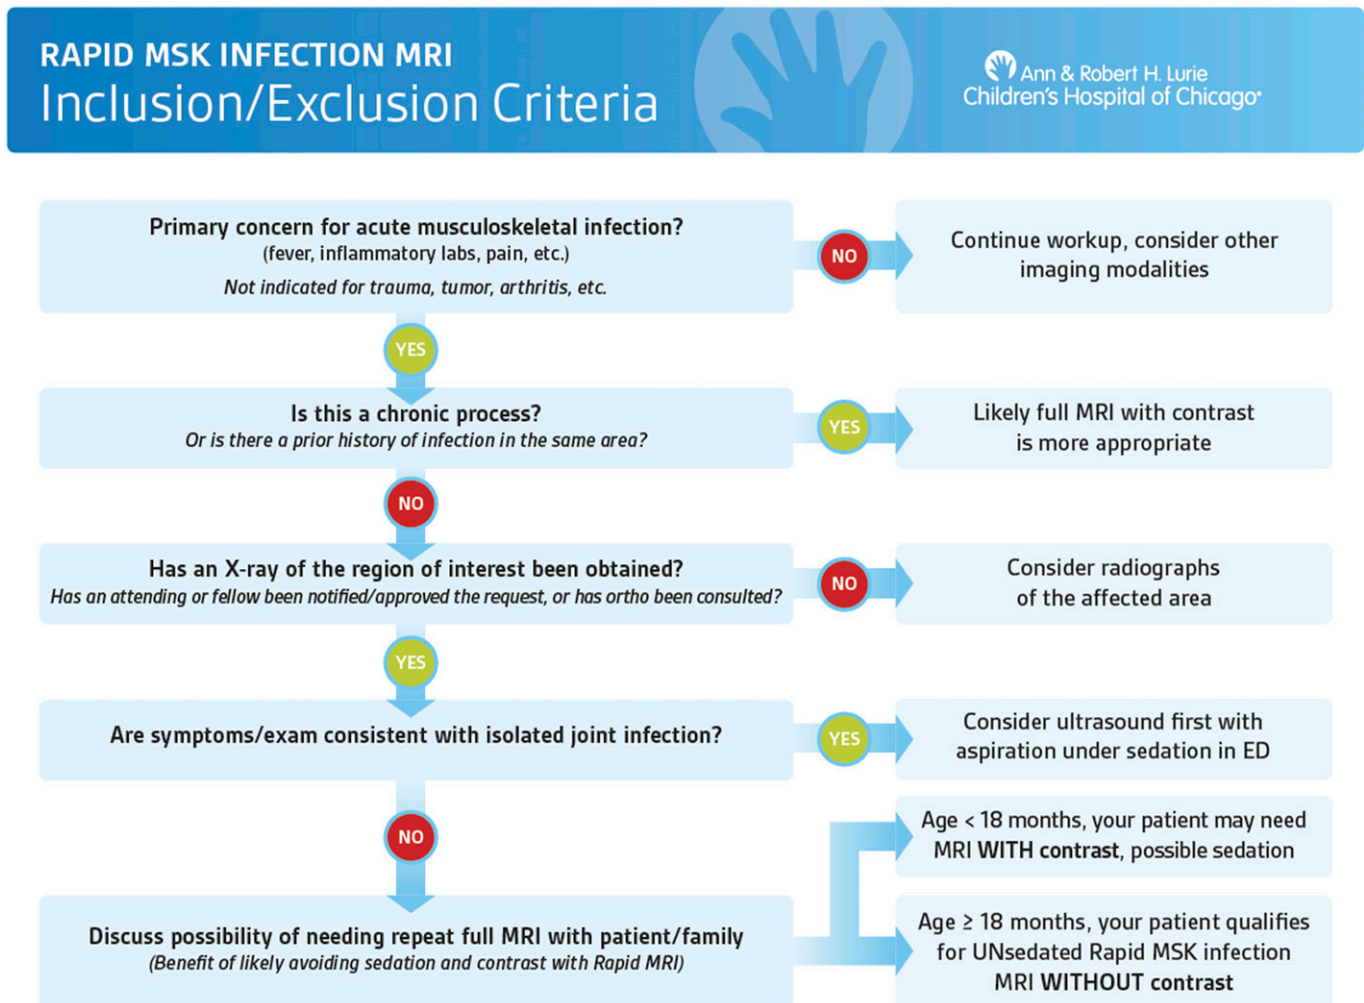 RAPID MSK INFECTION MRI
Inclusion/Exclusion Criteria
Ann & Robert H. Lurie
Children's Hospital of Chicago®
Primary concern for acute musculoskeletal infection?
(fever, inflammatory labs, pain, etc.)
Not indicated for trauma, tumor, arthritis, etc.
NO
Continue workup, consider other
imaging modalities
YES
Is this a chronic process?
Or is there a prior history of infection in the same area?
YES
Likely full MRI with contrast
is more appropriate
NO
Has an X-ray of the region of interest been obtained?
Has an attending or fellow been notified/approved the request, or has ortho been consulted?
NO
Consider radiographs
of the affected area
YES
Are symptoms/exam consistent with isolated joint infection?
YES
Consider ultrasound first with
aspiration under sedation in ED
NO
Discuss possibility of needing repeat full MRI with patient/family
(Benefit of likely avoiding sedation and contrast with Rapid MRI)
Age < 18 months, your patient may need
MRI WITH contrast, possible sedation
Age ≥ 18 months, your patient qualifies
for UNsedated Rapid MSK infection
MRI WITHOUT contrast